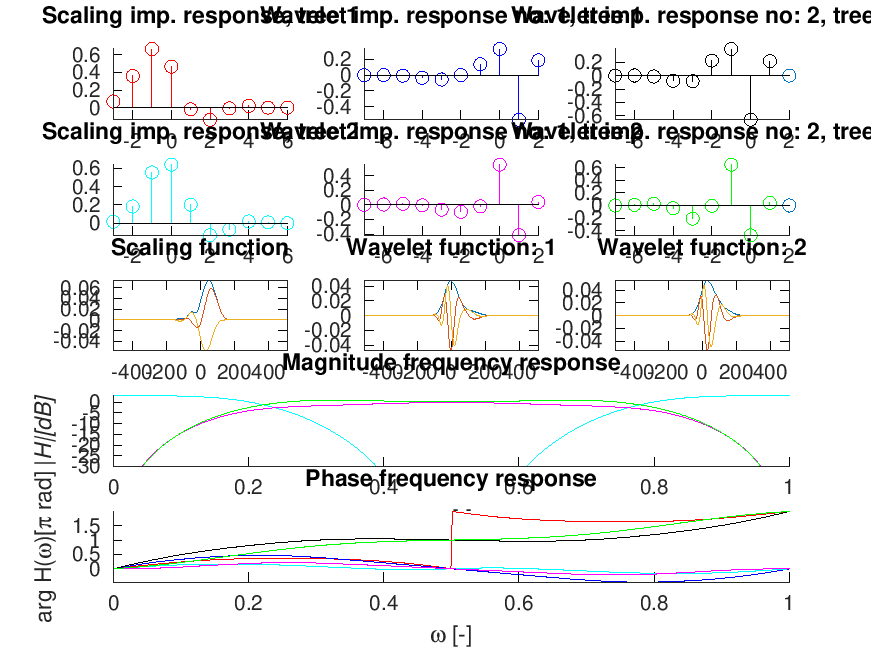 Scaling imp. response, tree 1
Wavelet imp. response no: 1, tree 1
Wavelet imp. response no: 2, tree
0.6
0.4
0.2
0
-2 0 2 4 6
0.2
0
-0.2
-0.4
-6 -4 -2 0 2
0.2
0
-0.2
-0.4
-0.6
-6 -4 -2 0 2
Scaling imp. response, tree 2
Wavelet imp. response no: 1, tree 2
Wavelet imp. response no: 2, tree
0.6
0.4
0.2
0
-2 0 2 4 6
0.4
0.2
0
-0.2
-0.4
-6 -4 -2 0 2
0.6
0.4
0.2
0
-0.2
-0.4
-6 -4 -2 0 2
Scaling function
0.06
0.04
0.02
0
-0.02
-0.04
-400 -200 0 200 400
Wavelet function: 1
0.04
0.02
0
-0.02
-0.04
-400 -200 0 200 400
Wavelet function: 2
0.04
0.02
0
-0.02
-0.04
-400 -200 0 200 400
Magnitude frequency response
|H|[dB]
0
-5
-10
-15
-20
-25
-30
0 0.2 0.4 0.6 0.8 1
Phase frequency response
arg H(ω)[π rad]
1.5
1
0.5
0
0 0.2 0.4 0.6 0.8 1
ω [-]